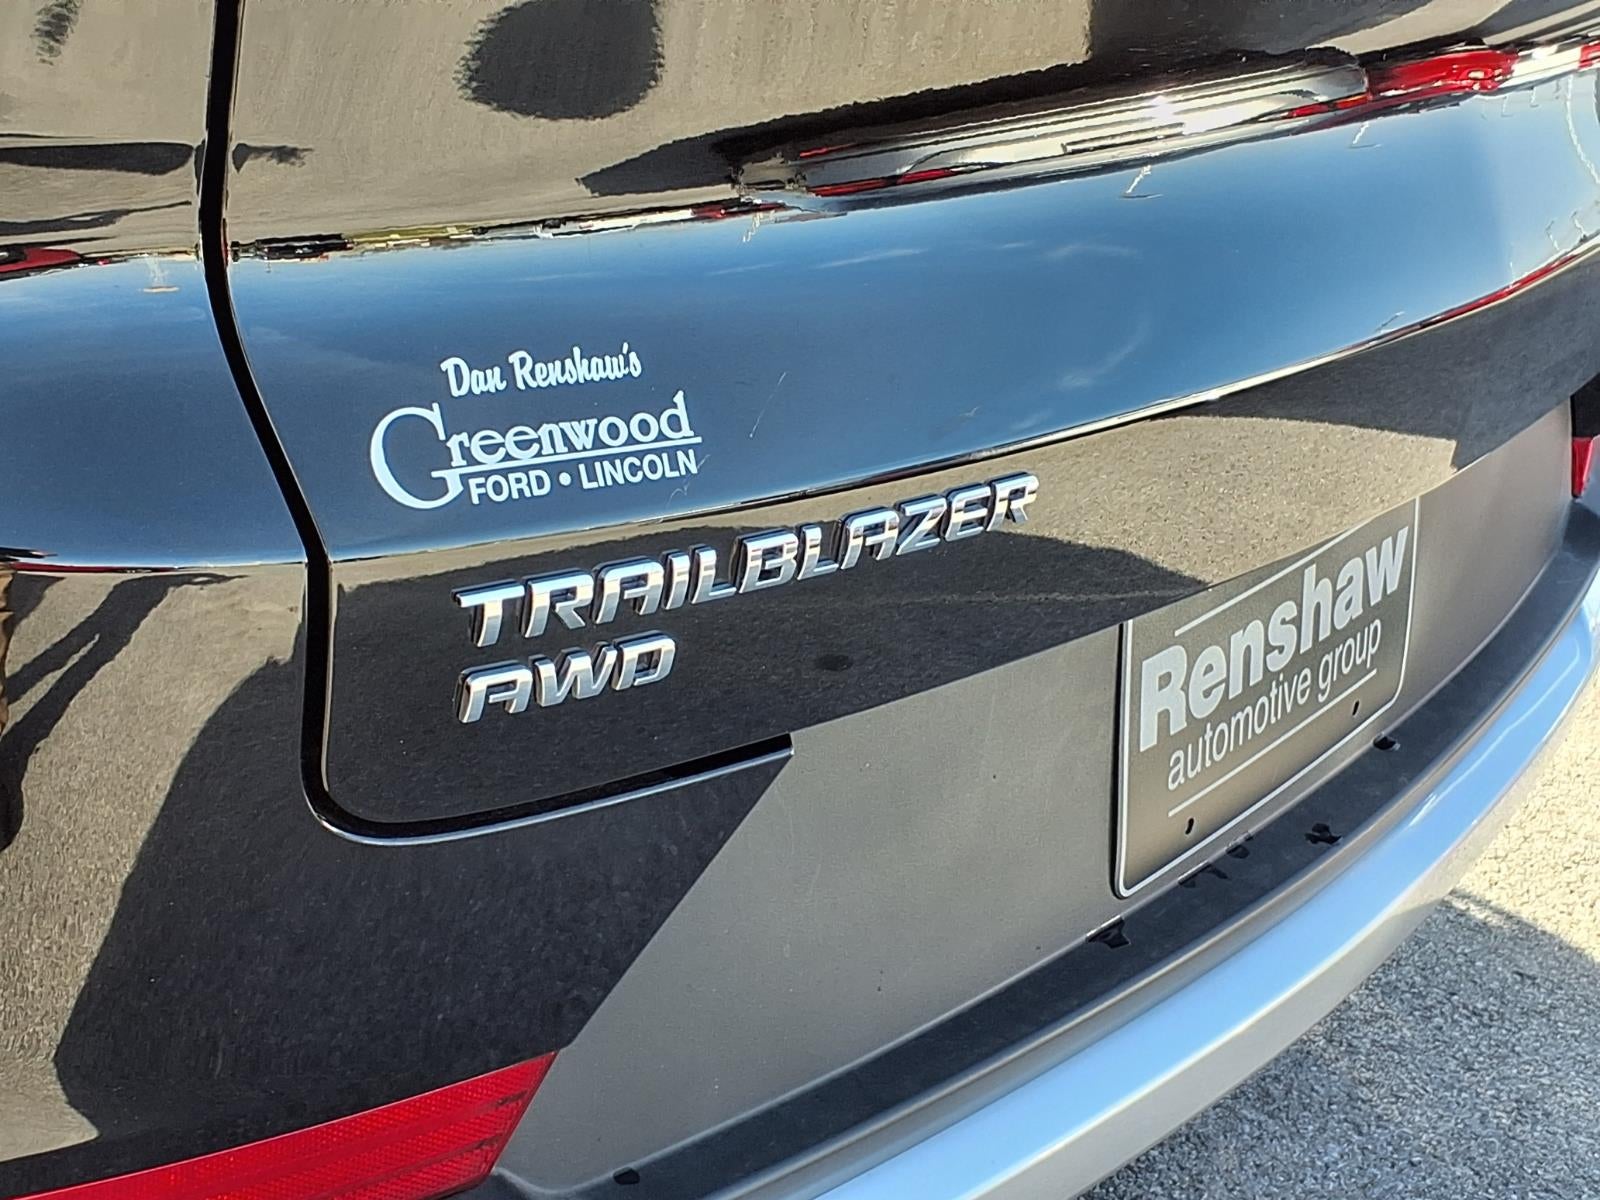 Dan Renshaw's
Greenwood
FORD • LINCOLN
TRAILBLAZER
AWD
Renshaw
automotive group